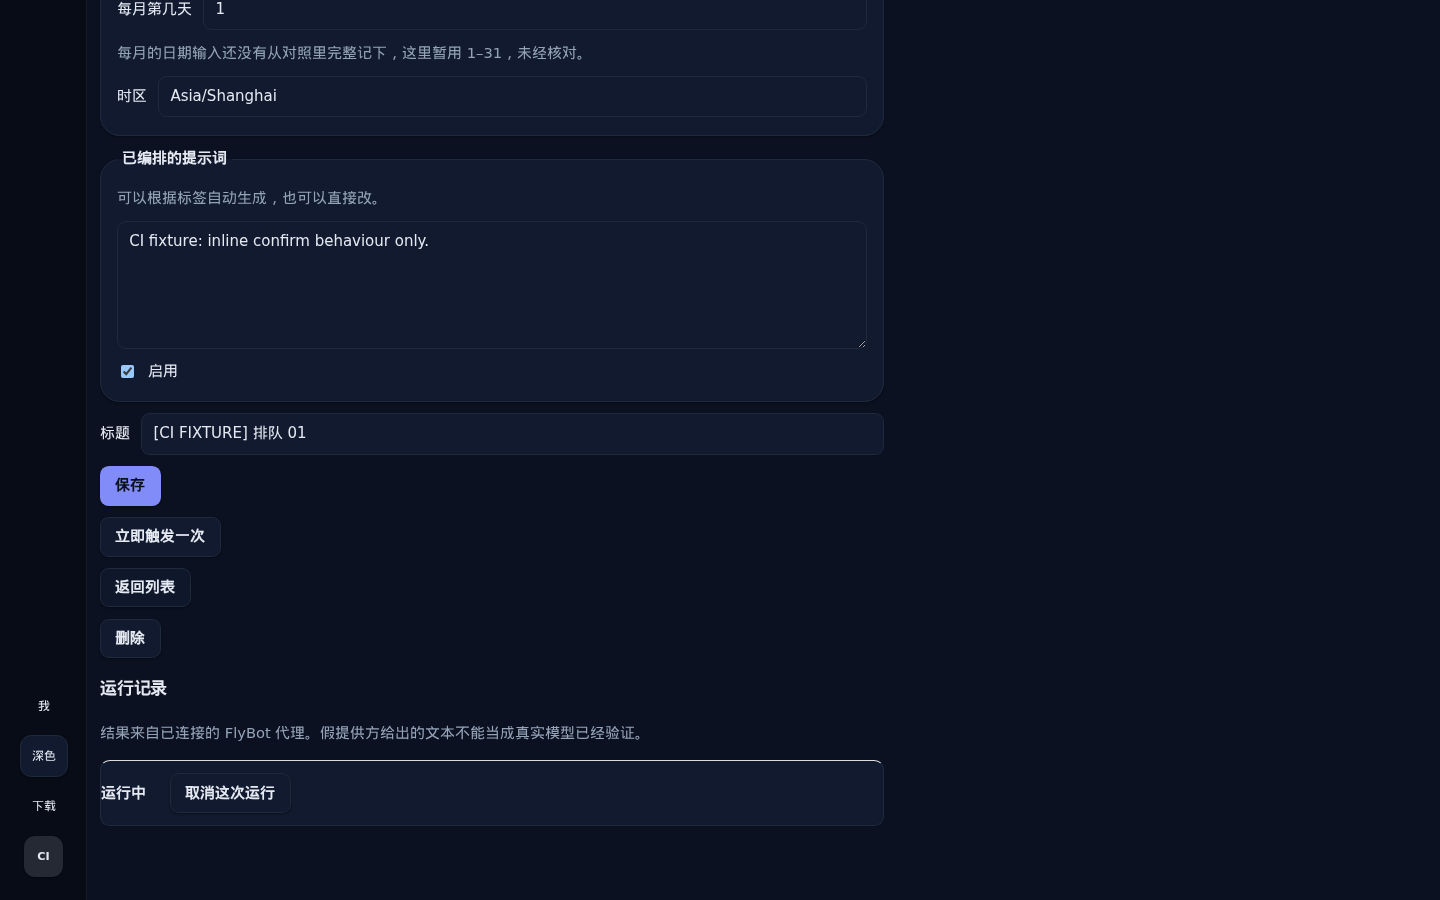 每月第几天 1
每月的日期输入还没有从对照里完整记下，这里暂用 1–31，未经核对。
时区 Asia/Shanghai
已编排的提示词
可以根据标签自动生成，也可以直接改。
CI fixture: inline confirm behaviour only.
启用
标题 [CI FIXTURE] 排队 01
保存
立即触发一次
返回列表
删除
运行记录
结果来自已连接的 FlyBot 代理。假提供方给出的文本不能当成真实模型已经验证。
运行中 取消这次运行
我
深色
下载
CI